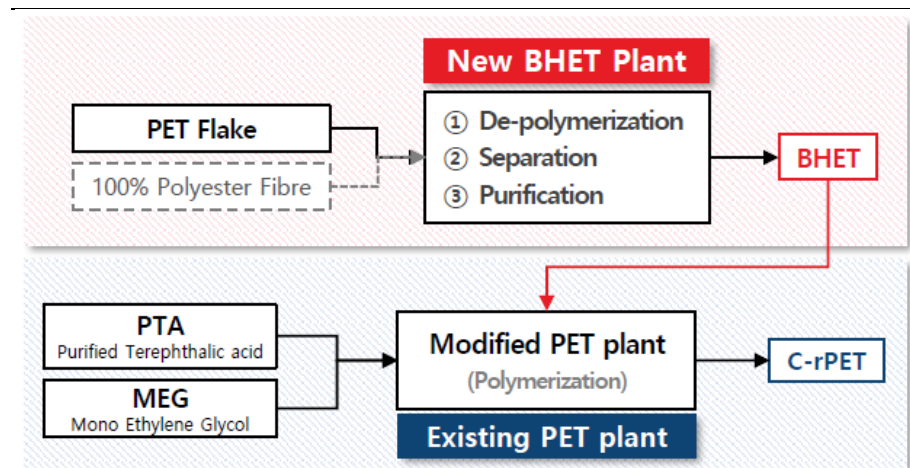 New BHET Plant
PET Flake
100% Polyester Fibre
① De-polymerization
② Separation
③ Purification
BHET
PTA
Purified Terephthalic acid
MEG
Mono Ethylene Glycol
Modified PET plant
(Polymerization)
Existing PET plant
C-rPET